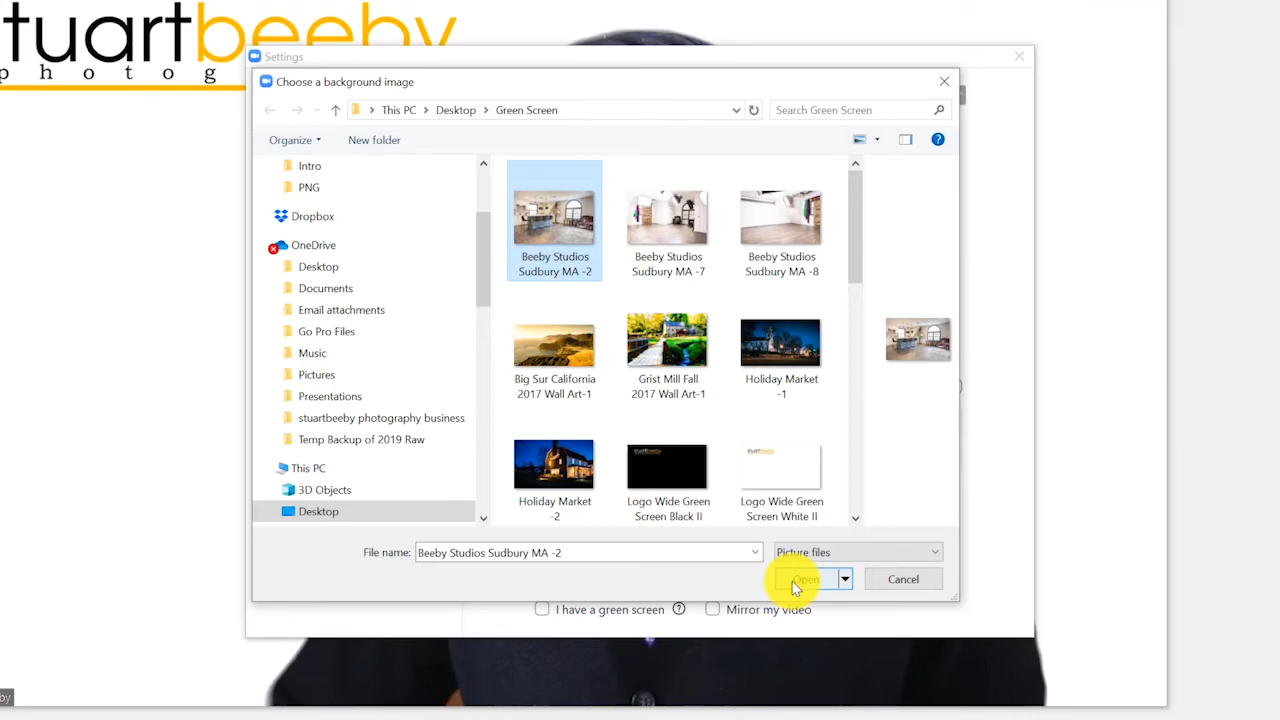 tuartbeeby
p h o t o g
Settings
Choose a background image
This PC
Desktop
Green Screen
Search Green Screen
Organize
New folder
?
Intro
PNG
Dropbox
OneDrive
Desktop
Documents
Email attachments
Go Pro Files
Music
Pictures
Presentations
stuartbeeby photography business
Temp Backup of 2019 Raw
This PC
3D Objects
Desktop
Beeby Studios
Sudbury MA -2
Beeby Studios
Sudbury MA -7
Beeby Studios
Sudbury MA -8
Big Sur California
2017 Wall Art-1
Grist Mill Fall
2017 Wall Art-1
Holiday Market
-1
Holiday Market
-2
stuartbeeby
Logo Wide Green
Screen Black II
stuartbeeby
Logo Wide Green
Screen White II
File name:
Beeby Studios Sudbury MA -2
Picture files
Open
Cancel
I have a green screen
?
Mirror my video
by